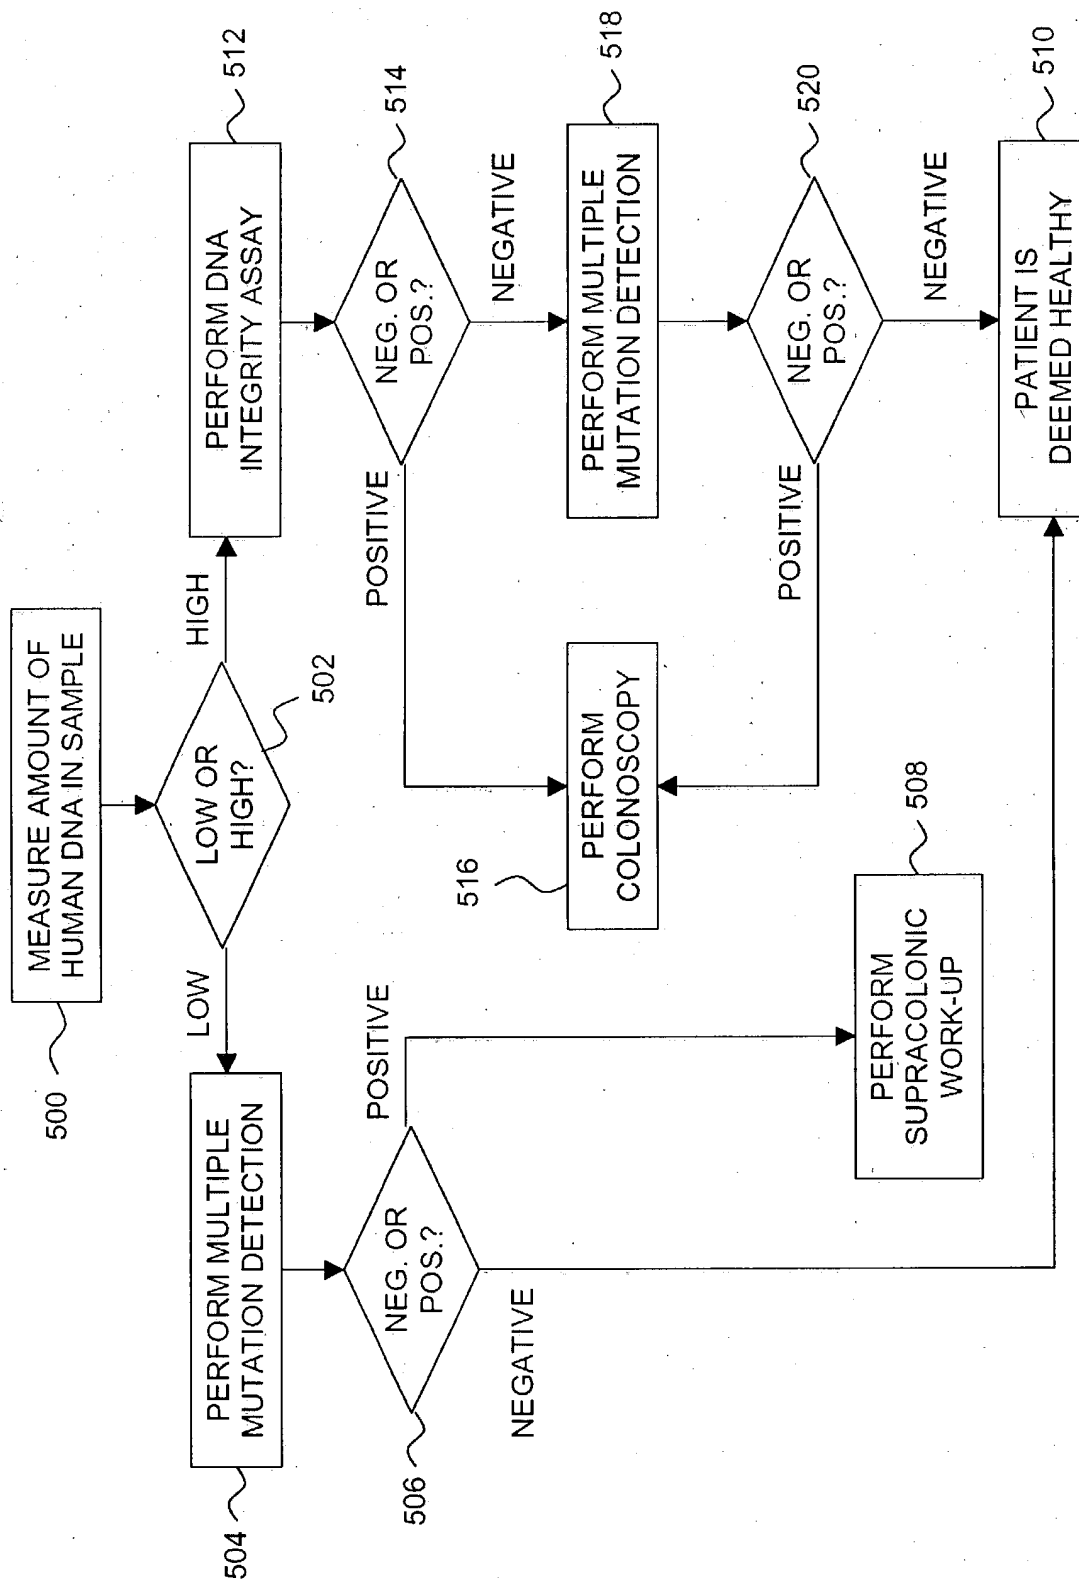 MEASURE AMOUNT OF
HUMAN DNA IN SAMPLE
500
LOW OR
HIGH?
502
LOW
HIGH
PERFORM MULTIPLE
MUTATION DETECTION
504
NEG. OR
POS.?
506
POSITIVE
NEGATIVE
PERFORM
SUPRACOLONIC
WORK-UP
508
PERFORM DNA
INTEGRITY ASSAY
512
NEG. OR
POS.?
514
POSITIVE
NEGATIVE
PERFORM
COLONOSCOPY
516
PERFORM MULTIPLE
MUTATION DETECTION
518
NEG. OR
POS.?
520
POSITIVE
NEGATIVE
PATIENT IS
DEEMED HEALTHY
510